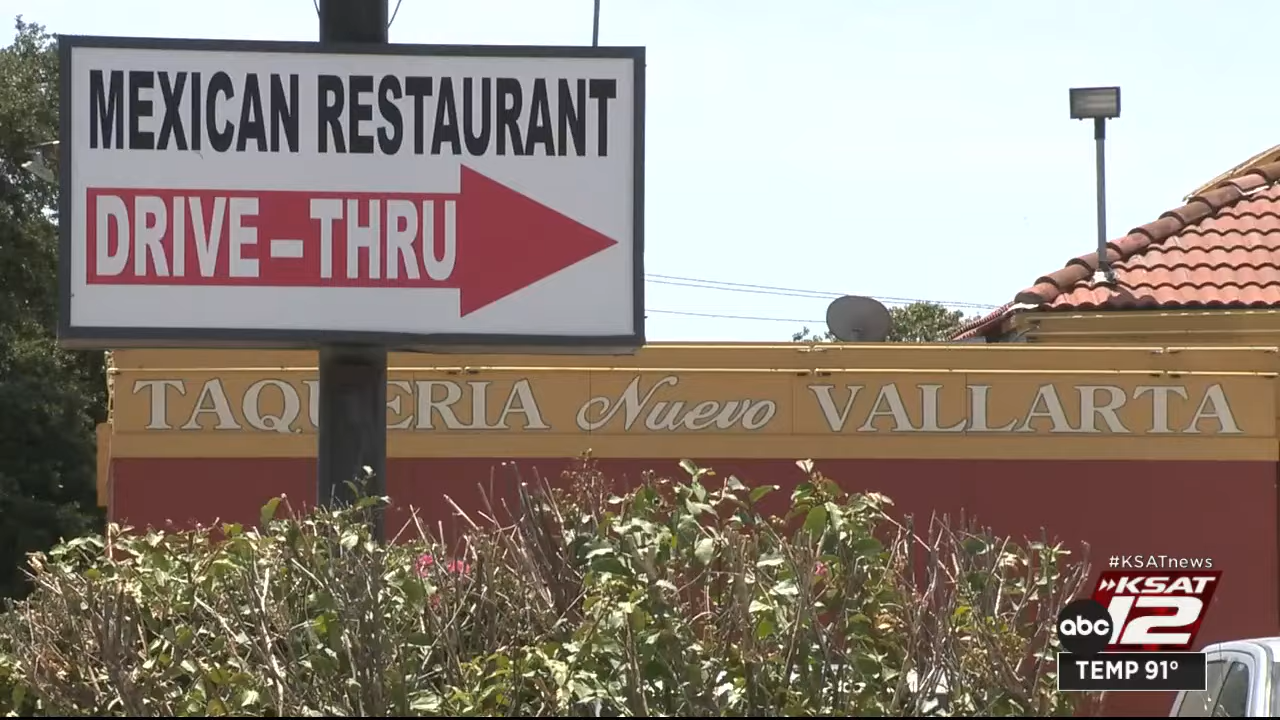 MEXICAN RESTAURANT
DRIVE-THRU
TAQUERIA Nuevo VALLARTA
#KSATnews
KSAT
abc 12
TEMP 91°